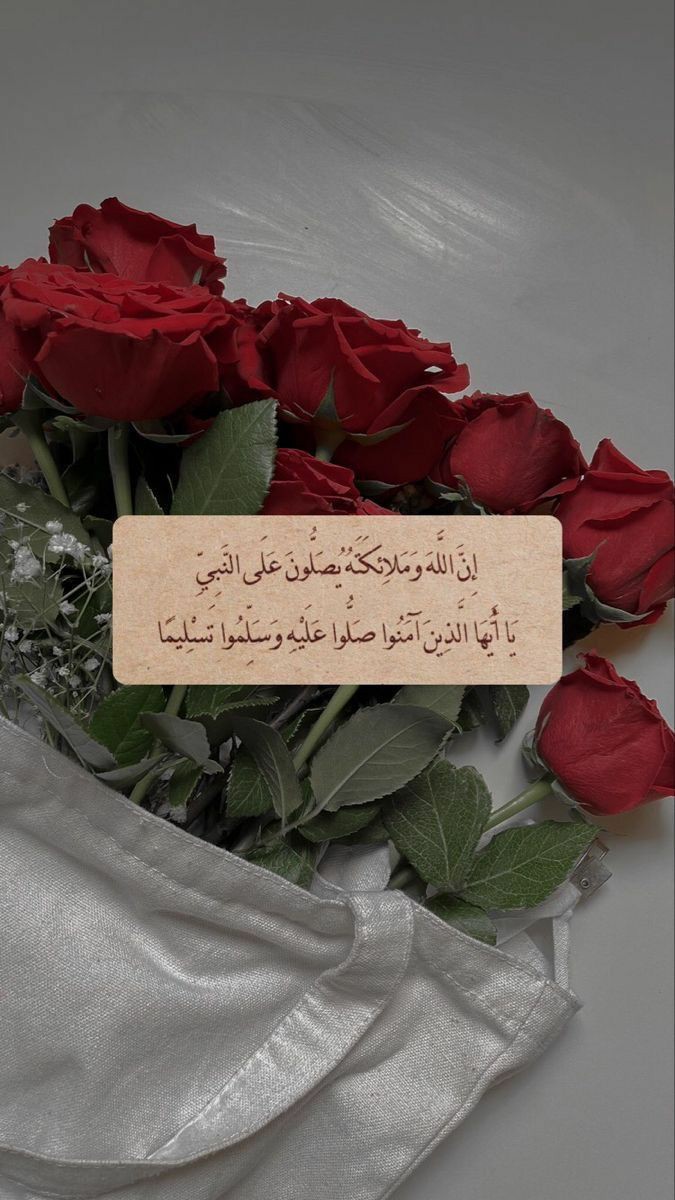 إِنَّ اللَّهَ وَمَلَائِكَتَهُ يُصَلُّونَ عَلَى النَّبِيِّ
يَا أَيُّهَا الَّذِينَ آمَنُوا صَلُّوا عَلَيْهِ وَسَلِّمُوا تَسْلِيمًا